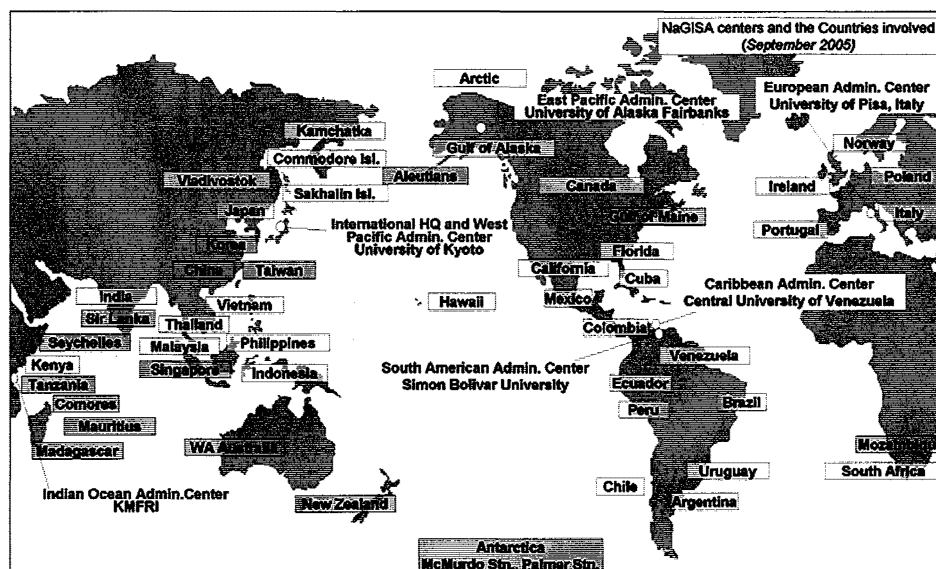 NaGISA centers and the Countries involved
(September 2005)
Arctic
European Admin. Center
University of Pisa, Italy
East Pacific Admin. Center
University of Alaska Fairbanks
Kamchatka
Norway
Gulf of Alaska
Commodore Isl.
Vladivostok
Aleutians
Canada
Ireland
Poland
Sakhalin Isl.
Japan
Gulf of Maine
Italy
International HQ and West
Pacific Admin. Center
University of Kyoto
Portugal
Korea
Florida
China
Taiwan
California
Cuba
Caribbean Admin. Center
Central University of Venezuela
India
Vietnam
Hawaii
Mexico
Sir Lanka
Thailand
Colombia
Seychelles
Malaysia
Philippines
Venezuela
Kenya
Singapore
Indonesia
South American Admin. Center
Simon Bolivar University
Tanzania
Ecuador
Comores
Peru
Brazil
Mauritius
Madagascar
WA Australia
Mozambique
Uruguay
South Africa
Indian Ocean Admin.Center
KMFRI
Chile
New Zealand
Argentina
Antarctica
McMurdo Stn., Palmer Stn.